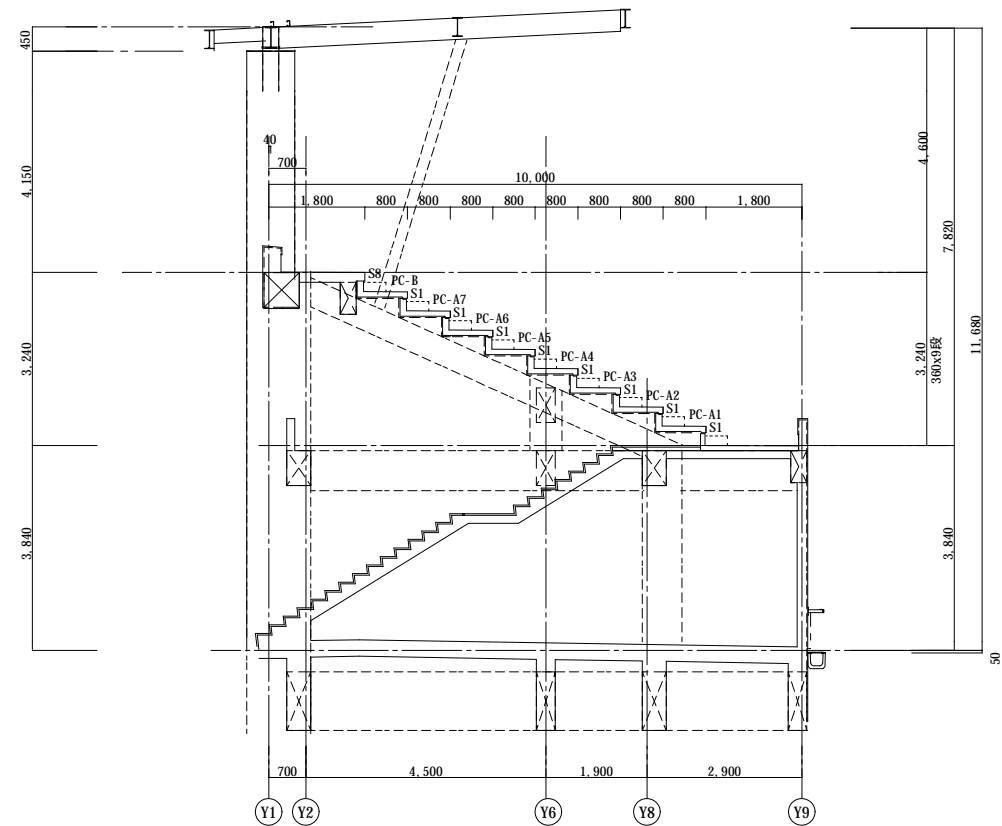 450
4,150
3,240
3,840
40
700
10,000
1,800 800 800 800 800 800 800 800 800 1,800
S8
PC-B
S1
PC-A7
S1
PC-A6
S1
PC-A5
S1
PC-A4
S1
PC-A3
S1
PC-A2
S1
PC-A1
S1
4,600
7,820
11,680
3,240
360x9段
3,840
50
700 4,500 1,900 2,900
Y1 Y2 Y6 Y8 Y9